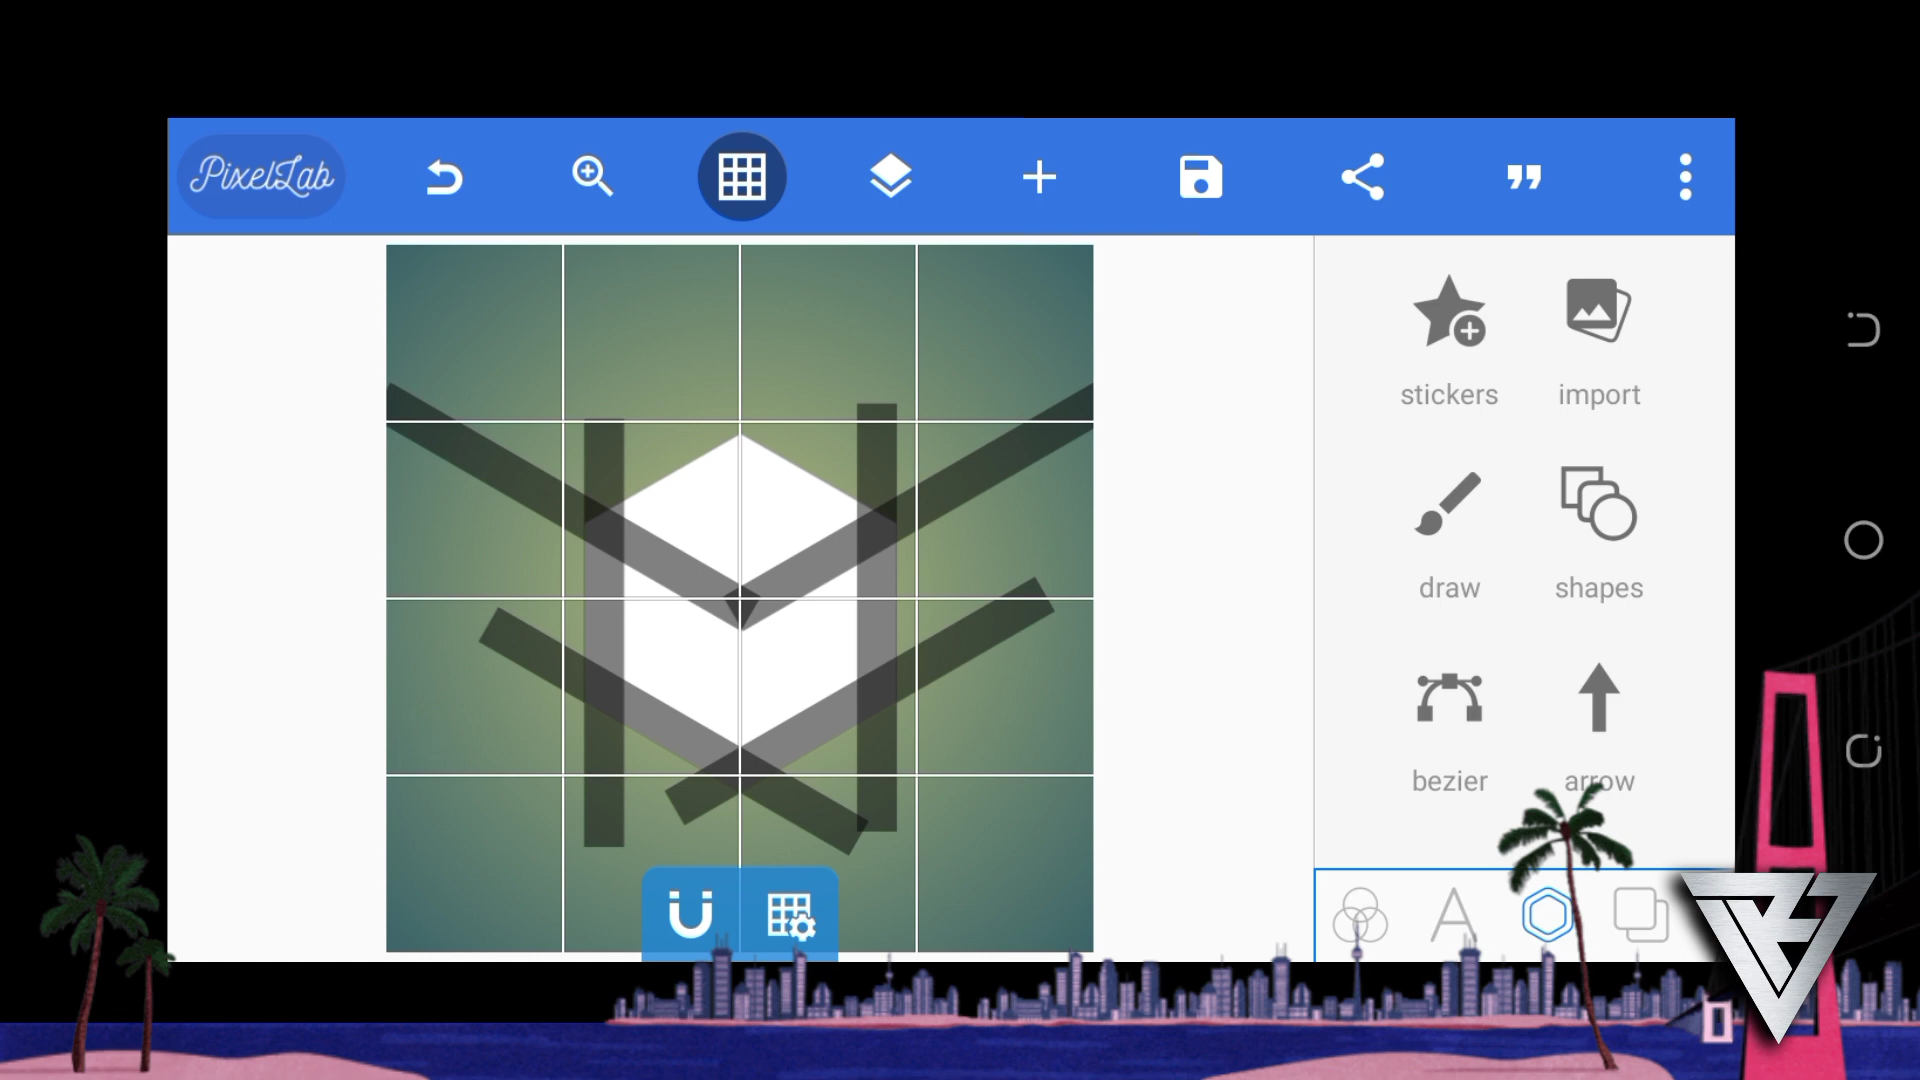 PixelLab
stickers
import
draw
shapes
bezier
arrow